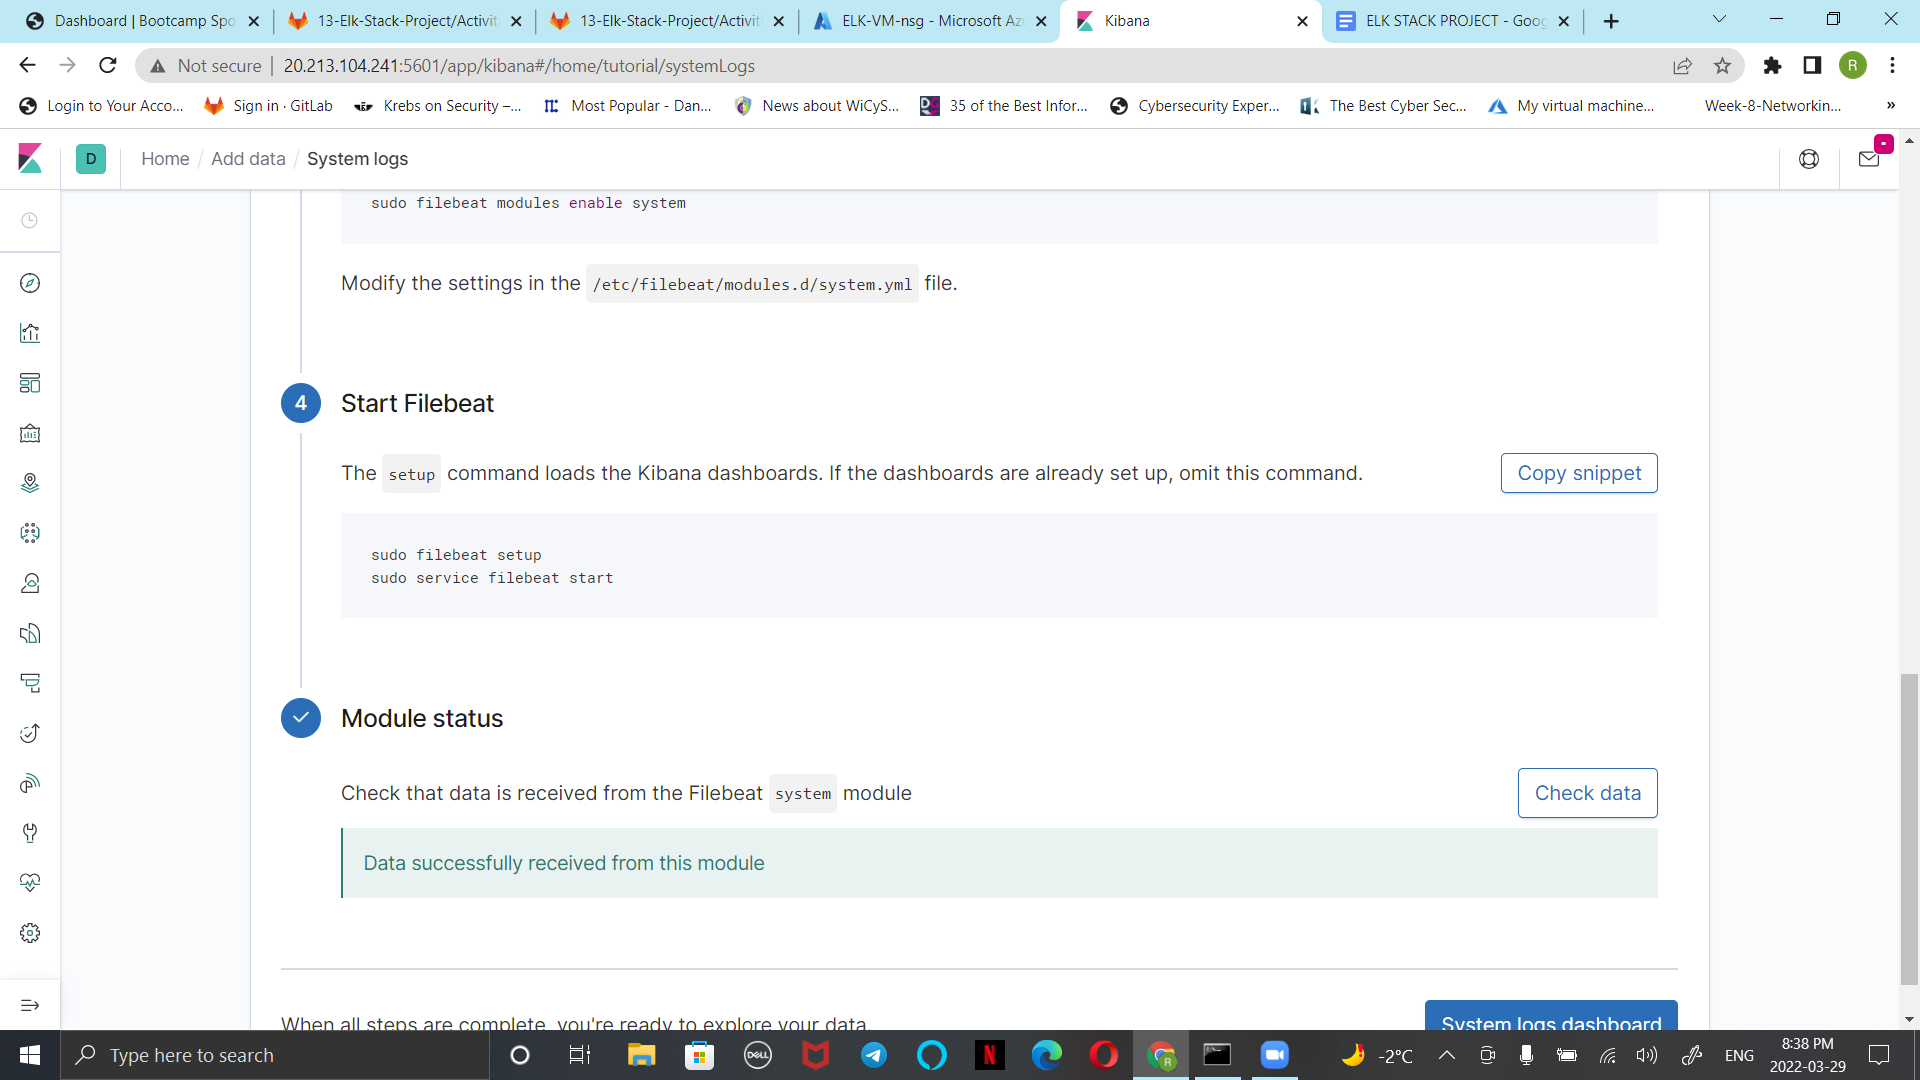 Dashboard | Bootcamp Spo
13-Elk-Stack-Project/Activit
13-Elk-Stack-Project/Activit
ELK-VM-nsg - Microsoft Az
Kibana
ELK STACK PROJECT - Goog
Not secure | 20.213.104.241:5601/app/kibana#/home/tutorial/systemLogs
R
Login to Your Acco...
Sign in · GitLab
Krebs on Security –...
Most Popular - Dan...
News about WiCyS...
35 of the Best Infor...
Cybersecurity Exper...
The Best Cyber Sec...
My virtual machine...
Week-8-Networkin...
»
D
Home / Add data / System logs
sudo filebeat modules enable system
Modify the settings in the /etc/filebeat/modules.d/system.yml file.
4
Start Filebeat
The setup command loads the Kibana dashboards. If the dashboards are already set up, omit this command.
Copy snippet
sudo filebeat setup
sudo service filebeat start
Module status
Check that data is received from the Filebeat system module
Check data
Data successfully received from this module
When all steps are complete, you're ready to explore your data.
System logs dashboard
Type here to search
DELL
N
R
-2°C
ENG
8:38 PM
2022-03-29